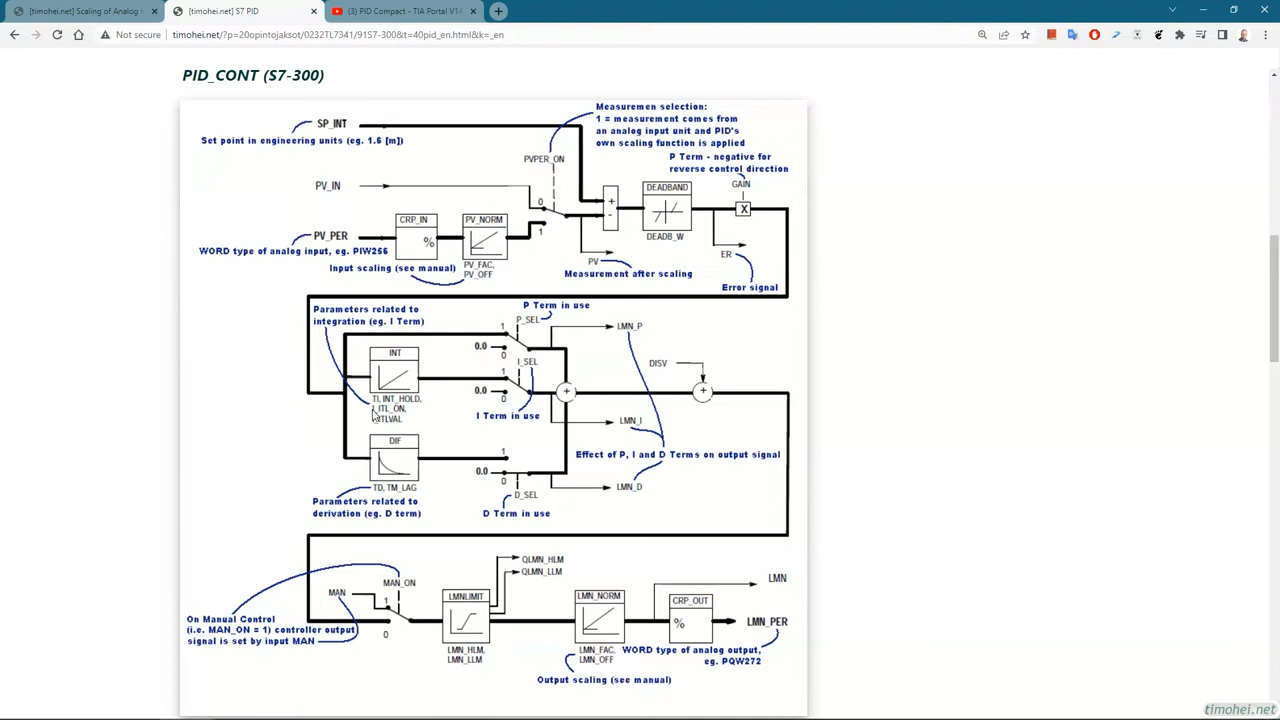 [timohei.net] Scaling of Analog I
[timohei.net] S7 PID
PID Compact - TIA Portal V14
Not secure
timohei.net/?p=20opintojaksot/0232TL7341/91S7-300&t=40pid_en.html&k=_en
PID_CONT (S7-300)
SP_INT
Set point in engineering units (eg. 1.6 [m])
Measuremen selection:
1 = measurement comes from
an analog input unit and PID's
own scaling function is applied
P Term - negative for
reverse control direction
PVPER_ON
GAIN
PV_IN
0
1
+
-
DEADBAND
DEADB_W
X
PV_PER
WORD type of analog input, eg. PIW256
CRP_IN
%
PV_NORM
PV_FAC,
PV_OFF
Input scaling (see manual)
PV
Measurement after scaling
ER
Error signal
Parameters related to
integration (eg. I Term)
P Term in use
P_SEL
1
0.0
0
LMN_P
INT
TI, INT_HOLD,
I_ITL_ON,
ITLVAL
I_SEL
1
0.0
0
I Term in use
+
DISV
+
LMN_I
Effect of P, I and D Terms on output signal
DIF
TD, TM_LAG
1
0.0
0
D_SEL
LMN_D
Parameters related to
derivation (eg. D term)
D Term in use
MAN_ON
MAN
1
0
On Manual Control
(i.e. MAN_ON = 1) controller output
signal is set by input MAN
QLMN_HLM
QLMN_LLM
LMNLIMIT
LMN_HLM,
LMN_LLM
LMN_NORM
LMN_FAC,
LMN_OFF
Output scaling (see manual)
LMN
CRP_OUT
%
LMN_PER
WORD type of analog output,
eg. PQW272
timohei.net